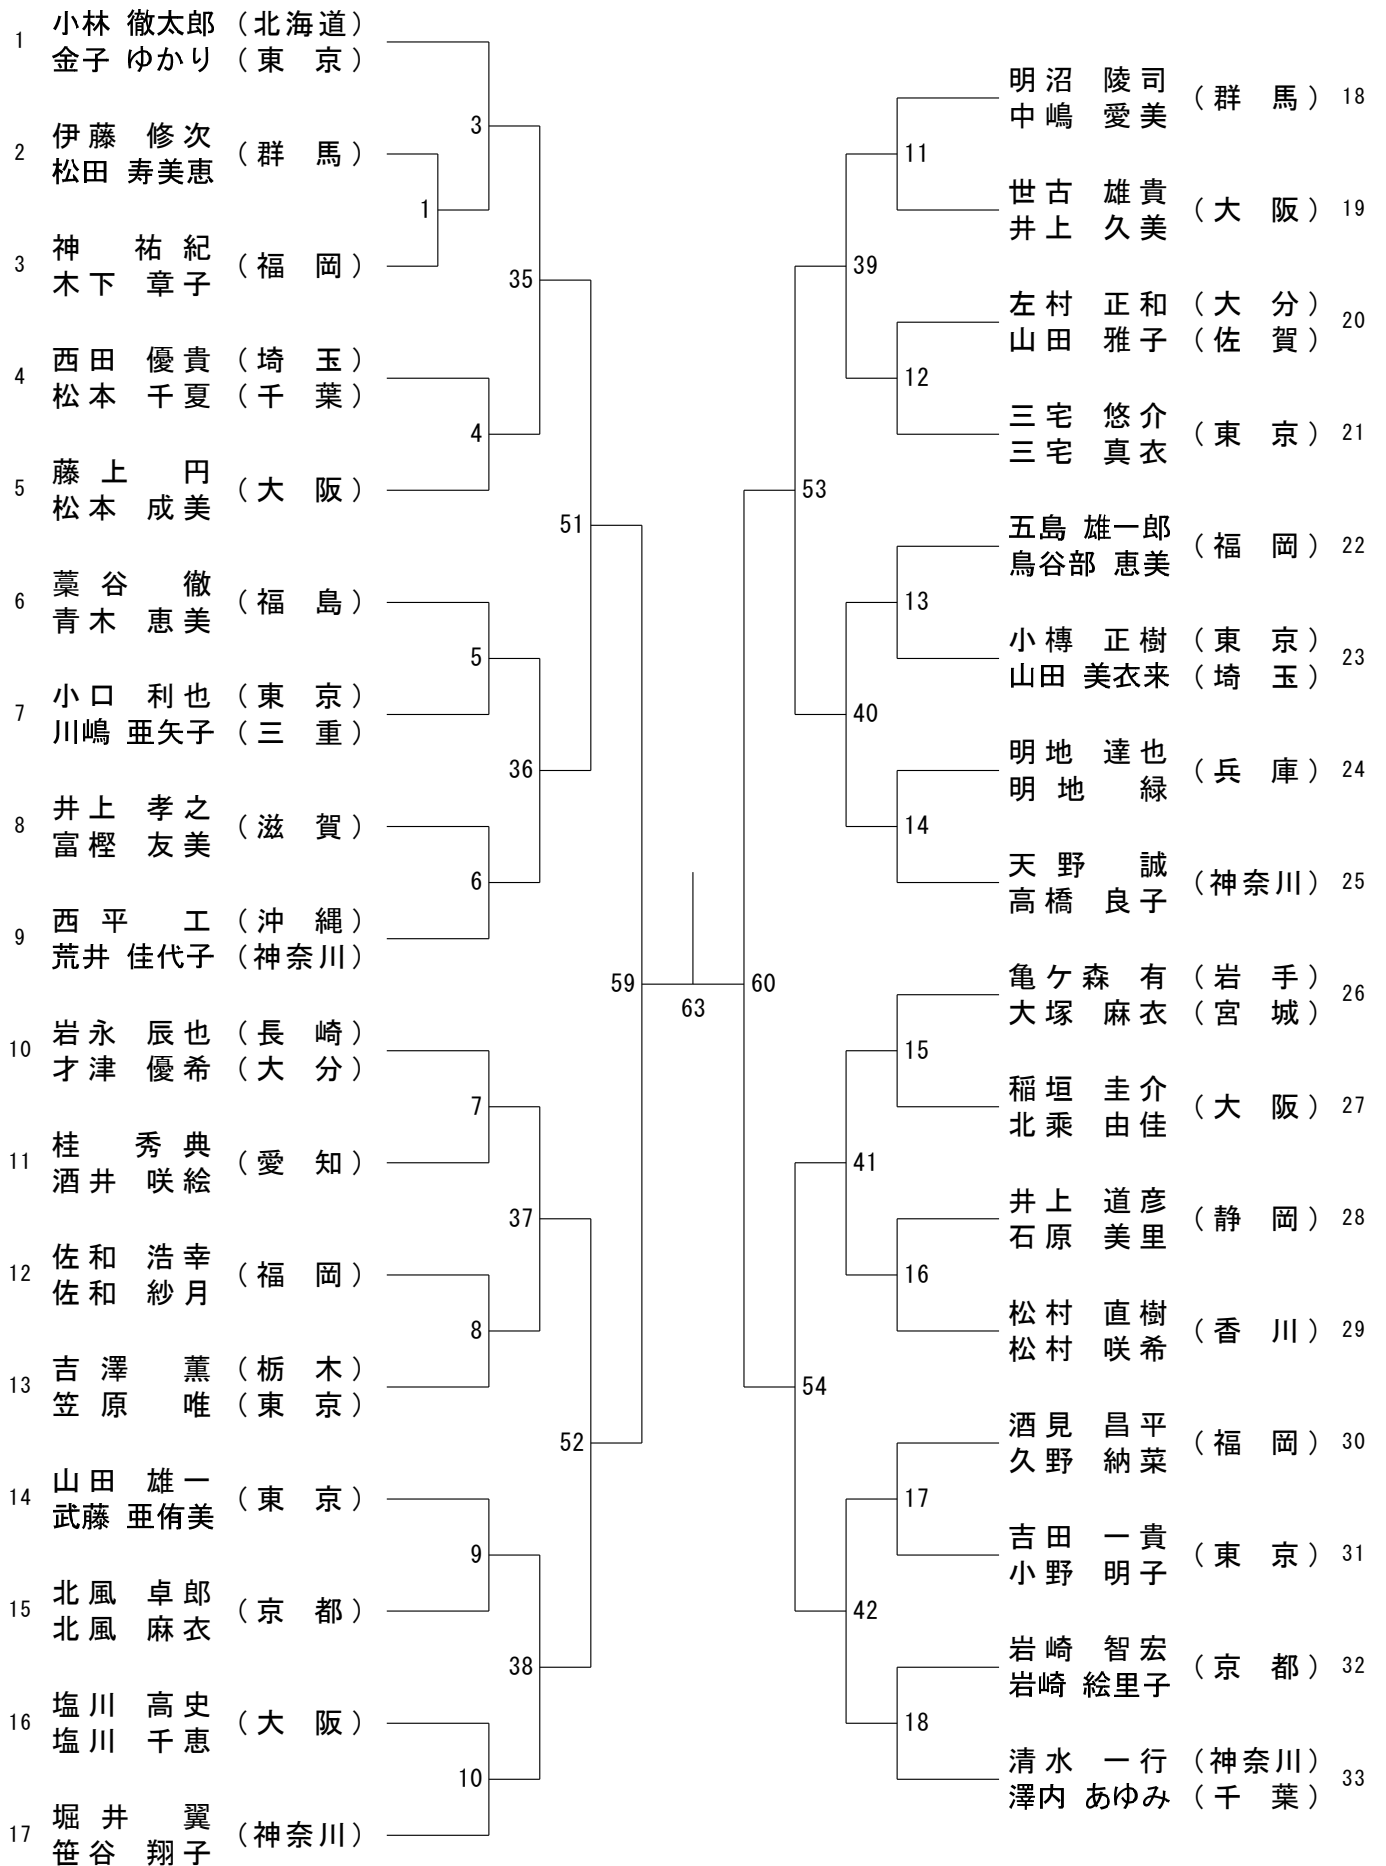 1 小林 徹太郎 （北海道）
金子 ゆかり （東 京）
2 伊藤 修次 （群 馬）
松田 寿美恵
3 神 祐紀 （福 岡）
木下 章子
4 西田 優貴 （埼 玉）
松本 千夏 （千 葉）
5 藤上 円 （大 阪）
松本 成美
6 藁谷 徹 （福 島）
青木 恵美
7 小口 利也 （東 京）
川嶋 亜矢子 （三 重）
8 井上 孝之 （滋 賀）
富樫 友美
9 西平 工 （沖 縄）
荒井 佳代子 （神奈川）
10 岩永 辰也 （長 崎）
才津 優希 （大 分）
11 桂 秀典 （愛 知）
酒井 咲絵
12 佐和 浩幸 （福 岡）
佐和 紗月
13 吉澤 薫 （栃 木）
笠原 唯 （東 京）
14 山田 雄一 （東 京）
武藤 亜侑美
15 北風 卓郎 （京 都）
北風 麻衣
16 塩川 高史 （大 阪）
塩川 千恵
17 堀井 翼 （神奈川）
笹谷 翔子
1
3
4
5
6
7
8
9
10
35
36
37
38
51
52
59
63
60
53
54
39
40
41
42
11
12
13
14
15
16
17
18
明沼 陵司 （群 馬） 18
中嶋 愛美
世古 雄貴 （大 阪） 19
井上 久美
左村 正和 （大 分） 20
山田 雅子 （佐 賀）
三宅 悠介 （東 京） 21
三宅 真衣
五島 雄一郎 （福 岡） 22
鳥谷部 恵美
小槫 正樹 （東 京） 23
山田 美衣来 （埼 玉）
明地 達也 （兵 庫） 24
明地 緑
天野 誠 （神奈川） 25
高橋 良子
亀ケ森 有 （岩 手） 26
大塚 麻衣 （宮 城）
稲垣 圭介 （大 阪） 27
北乘 由佳
井上 道彦 （静 岡） 28
石原 美里
松村 直樹 （香 川） 29
松村 咲希
酒見 昌平 （福 岡） 30
久野 納菜
吉田 一貴 （東 京） 31
小野 明子
岩崎 智宏 （京 都） 32
岩崎 絵里子
清水 一行 （神奈川） 33
澤内 あゆみ （千 葉）